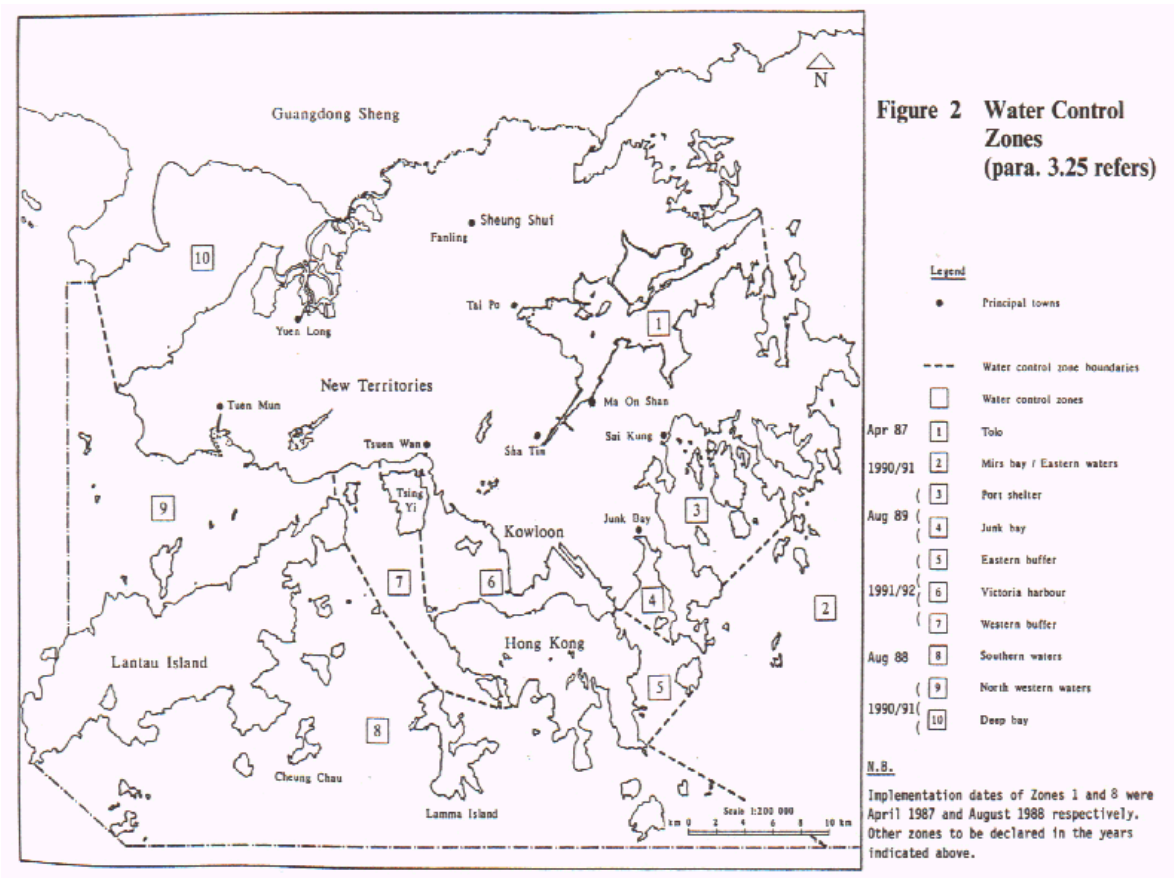 N
Guangdong Sheng
Sheung Shui
Fanling
10
Tai Po
1
Yuen Long
New Territories
Tuen Mun
Ma On Shan
Tsuen Wan
Sha Tin
Sai Kung
Tsing
Yi
9
3
Junk Bay
Kowloon
7
6
4
2
Hong Kong
Lantau Island
5
8
Cheung Chau
Lamma Island
Scale 1:200 000
km 0 2 4 6 8 10 km
Figure 2 Water Control
Zones
(para. 3.25 refers)
Legend
Principal towns
Water control zone boundaries
Water control zones
Apr 87 1 Tolo
1990/91 2 Mirs bay / Eastern waters
( 3 Port shelter
Aug 89 ( 4 Junk bay
( 5 Eastern buffer
1991/92( 6 Victoria harbour
( 7 Western buffer
Aug 88 8 Southern waters
( 9 North western waters
1990/91( 10 Deep bay
N.B.
Implementation dates of Zones 1 and 8 were
April 1987 and August 1988 respectively.
Other zones to be declared in the years
indicated above.